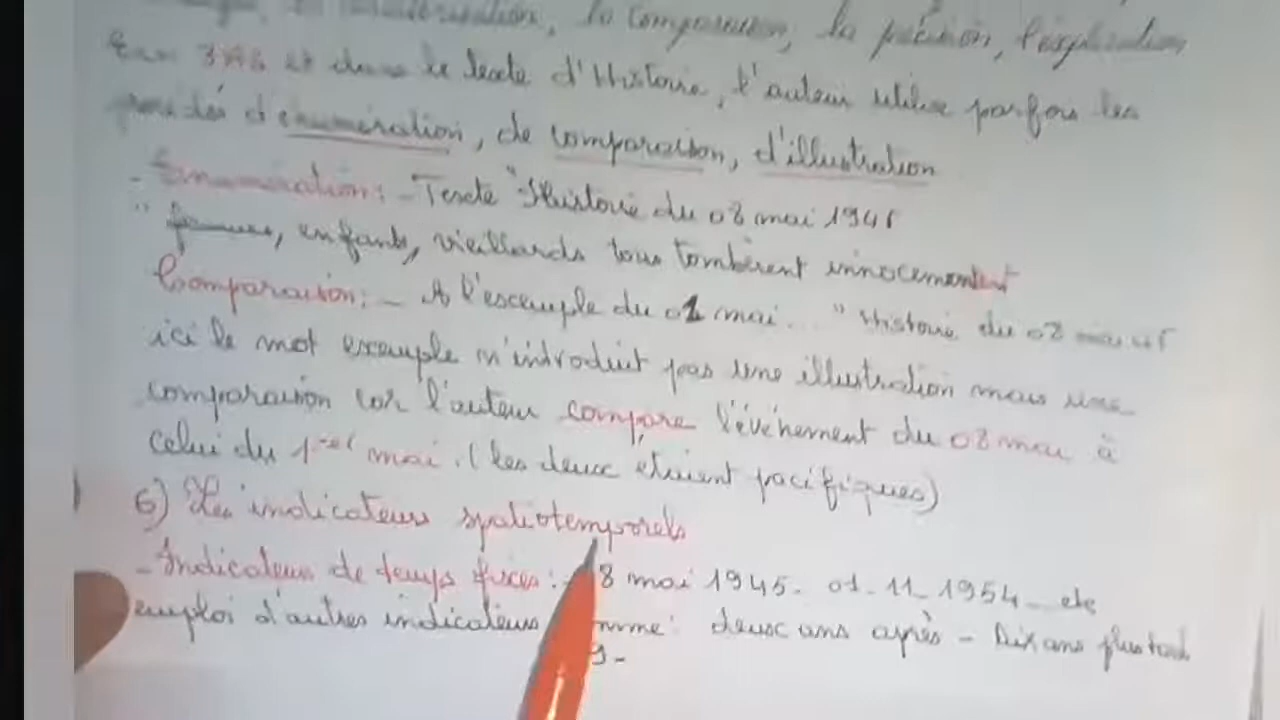 la comparaison, la précision, l'explication
En 3AS et dans le texte d'Histoire, l'auteur utilise parfois les
procédés d'enumération, de comparaison, d'illustration
- Enumération: - Texte "Histoire du 08 mai 1945
" femmes, enfants, vieillards tous tombèrent innocemment
Comparaison: - A l'exemple du 01 mai... "Histoire du 08 mai 45
ici le mot exemple n'introduit pas une illustration mais une
comparaison car l'auteur compare l'événement du 08 mai à
celui du 1er mai. (les deux étaient pacifiques)
6) Les indicateurs spatiotemporels
- Indicateurs de temps fixes: 8 mai 1945 - 01 - 11 - 1954 - etc
emploi d'autres indicateurs : deux ans après - Dix ans plus tard